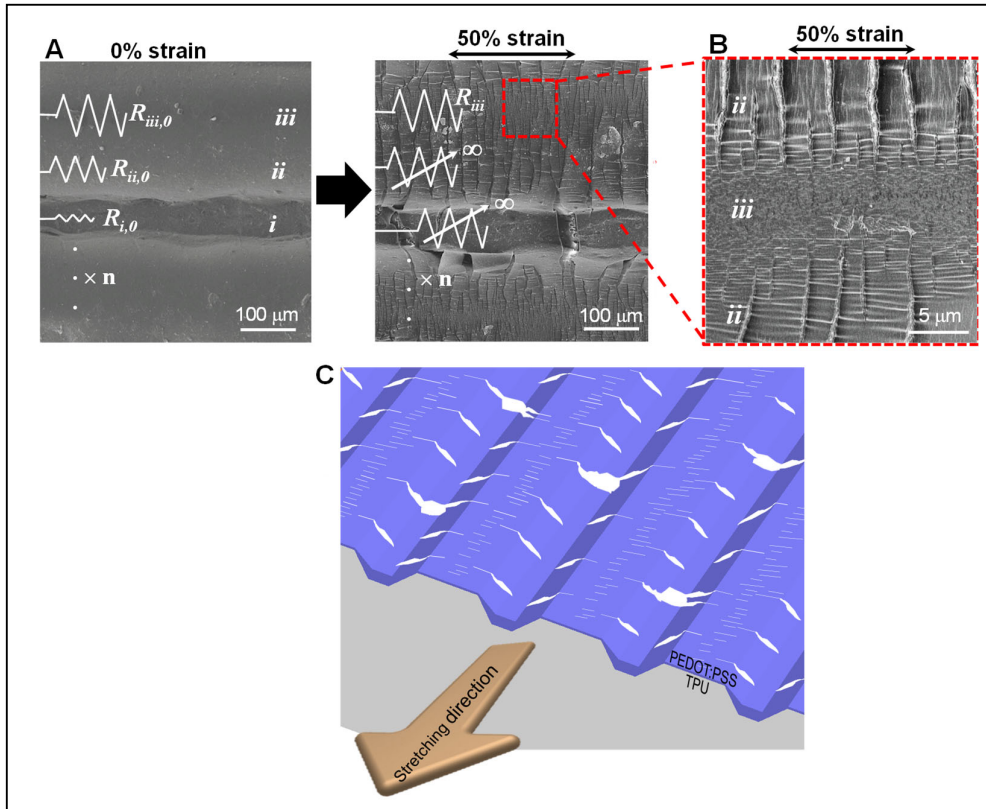 A
0% strain
50% strain
B
50% strain
R_iii,0
iii
R_ii,0
ii
R_i,0
i
× n
100 μm
R_iii
∞
∞
× n
100 μm
ii
iii
ii
5 μm
C
PEDOT:PSS
TPU
Stretching direction